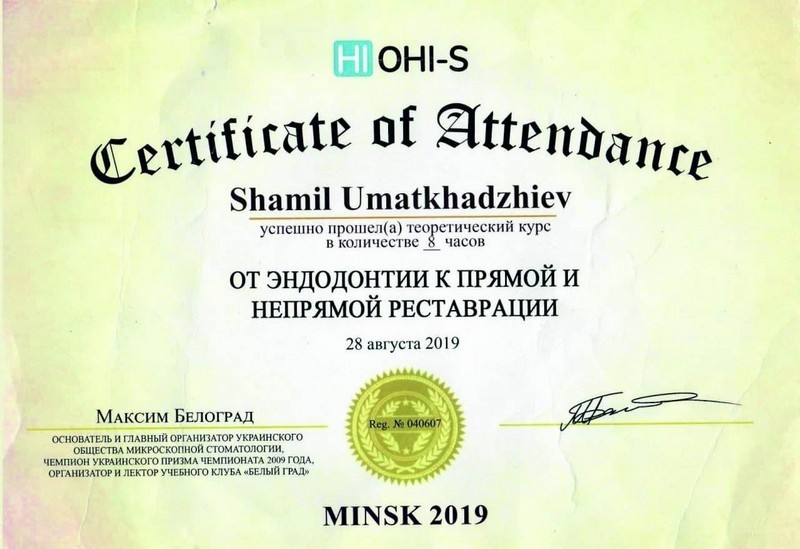 HI OHI-S
Certificate of Attendance
Shamil Umatkhadzhiev
успешно прошел(а) теоретический курс
в количестве 8 часов
ОТ ЭНДОДОНТИИ К ПРЯМОЙ И
НЕПРЯМОЙ РЕСТАВРАЦИИ
28 августа 2019
Максим Белоград
ОСНОВАТЕЛЬ И ГЛАВНЫЙ ОРГАНИЗАТОР УКРАИНСКОГО
ОБЩЕСТВА МИКРОСКОПНОЙ СТОМАТОЛОГИИ,
ЧЕМПИОН УКРАИНСКОГО ПРИЗМА ЧЕМПИОНАТА 2009 ГОДА,
ОРГАНИЗАТОР И ЛЕКТОР УЧЕБНОГО КЛУБА «БЕЛЫЙ ГРАД»
Reg. № 040607
MINSK 2019